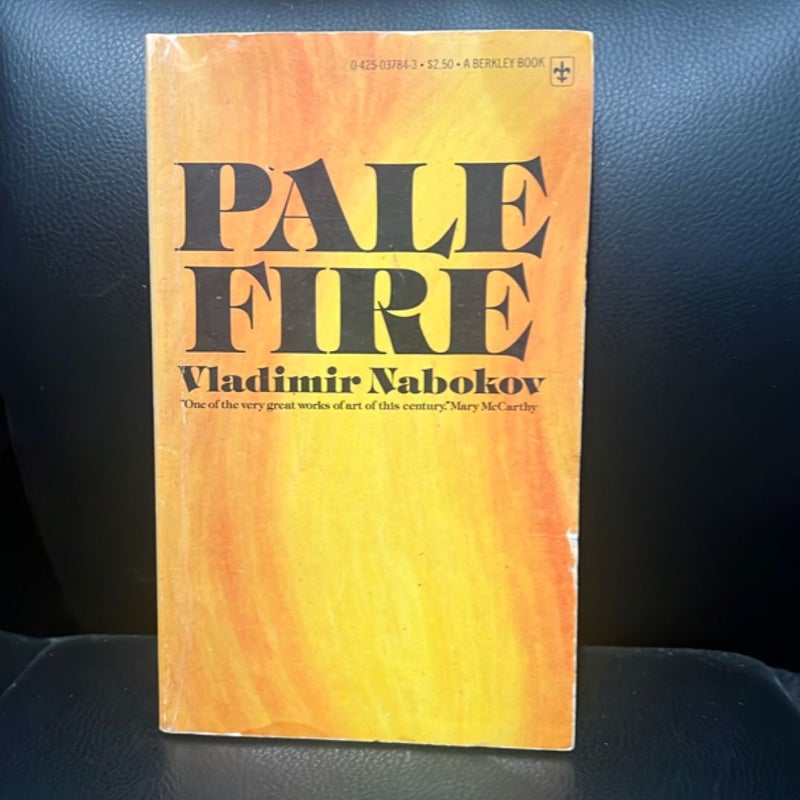 0-425-03784-3 • $2.50 • A BERKLEY BOOK
PALE
FIRE
Vladimir Nabokov
"One of the very great works of art of this century." Mary McCarthy